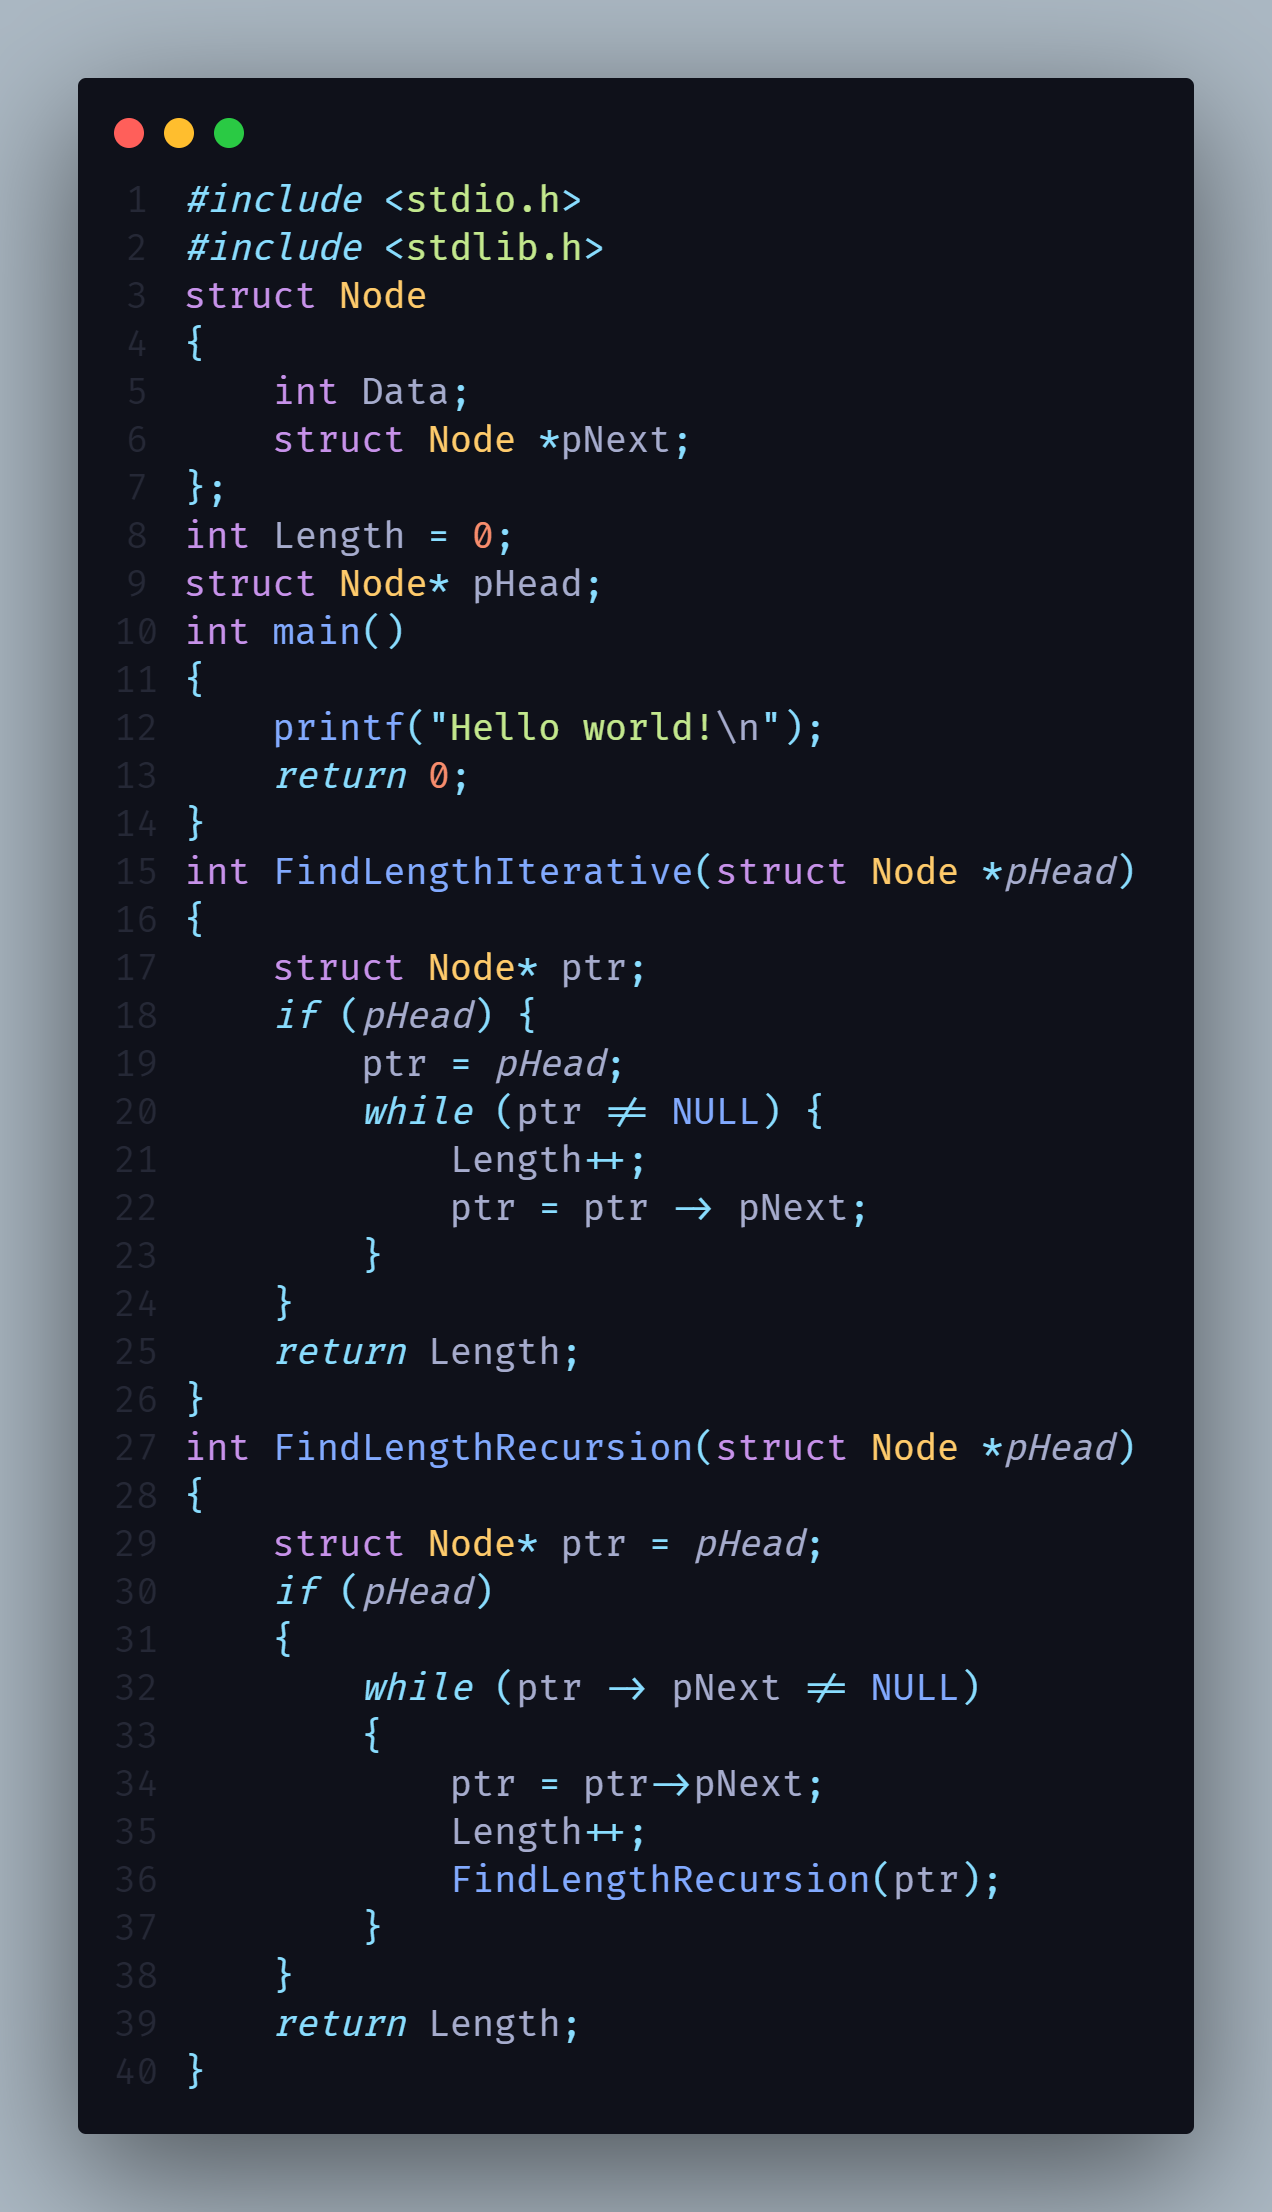 1 #include <stdio.h>
2 #include <stdlib.h>
3 struct Node
4 {
5     int Data;
6     struct Node *pNext;
7 };
8 int Length = 0;
9 struct Node* pHead;
10 int main()
11 {
12     printf("Hello world!\n");
13     return 0;
14 }
15 int FindLengthIterative(struct Node *pHead)
16 {
17     struct Node* ptr;
18     if (pHead) {
19         ptr = pHead;
20         while (ptr != NULL) {
21             Length++;
22             ptr = ptr -> pNext;
23         }
24     }
25     return Length;
26 }
27 int FindLengthRecursion(struct Node *pHead)
28 {
29     struct Node* ptr = pHead;
30     if (pHead)
31     {
32         while (ptr -> pNext != NULL)
33         {
34             ptr = ptr->pNext;
35             Length++;
36             FindLengthRecursion(ptr);
37         }
38     }
39     return Length;
40 }